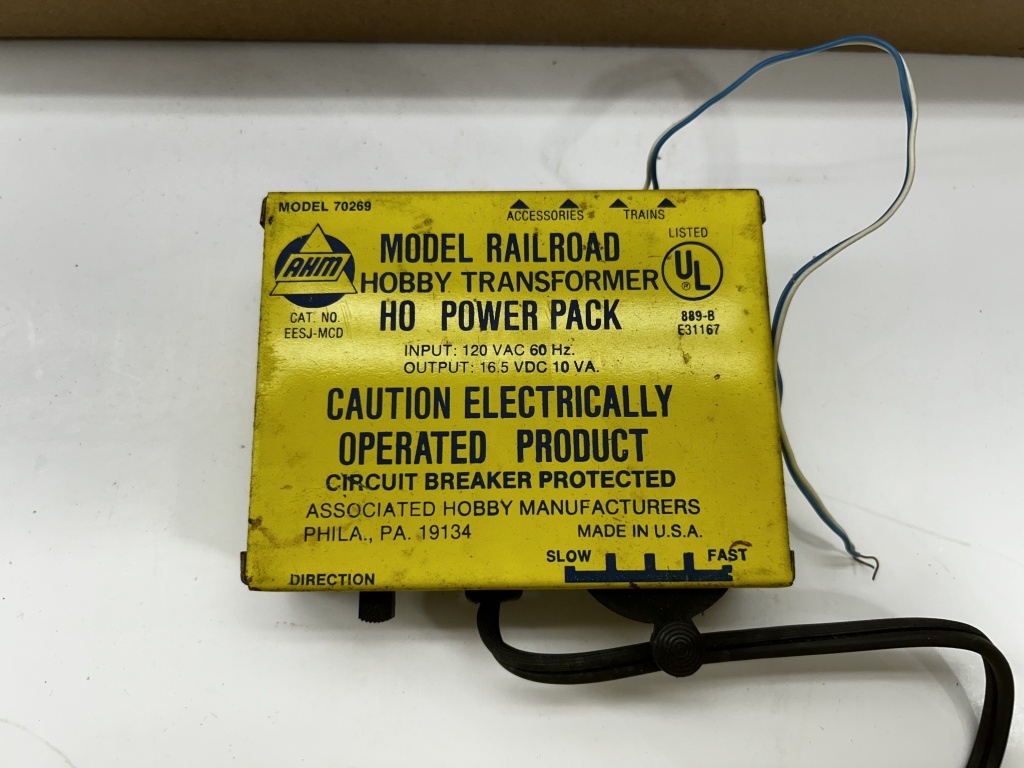 MODEL 70269
ACCESSORIES TRAINS
AHM
MODEL RAILROAD
LISTED
UL
®
HOBBY TRANSFORMER
CAT. NO.
EESJ-MCD
HO POWER PACK
889-B
E31167
INPUT: 120 VAC 60 Hz.
OUTPUT: 16.5 VDC 10 VA.
CAUTION ELECTRICALLY
OPERATED PRODUCT
CIRCUIT BREAKER PROTECTED
ASSOCIATED HOBBY MANUFACTURERS
PHILA., PA. 19134 MADE IN U.S.A.
SLOW FAST
DIRECTION